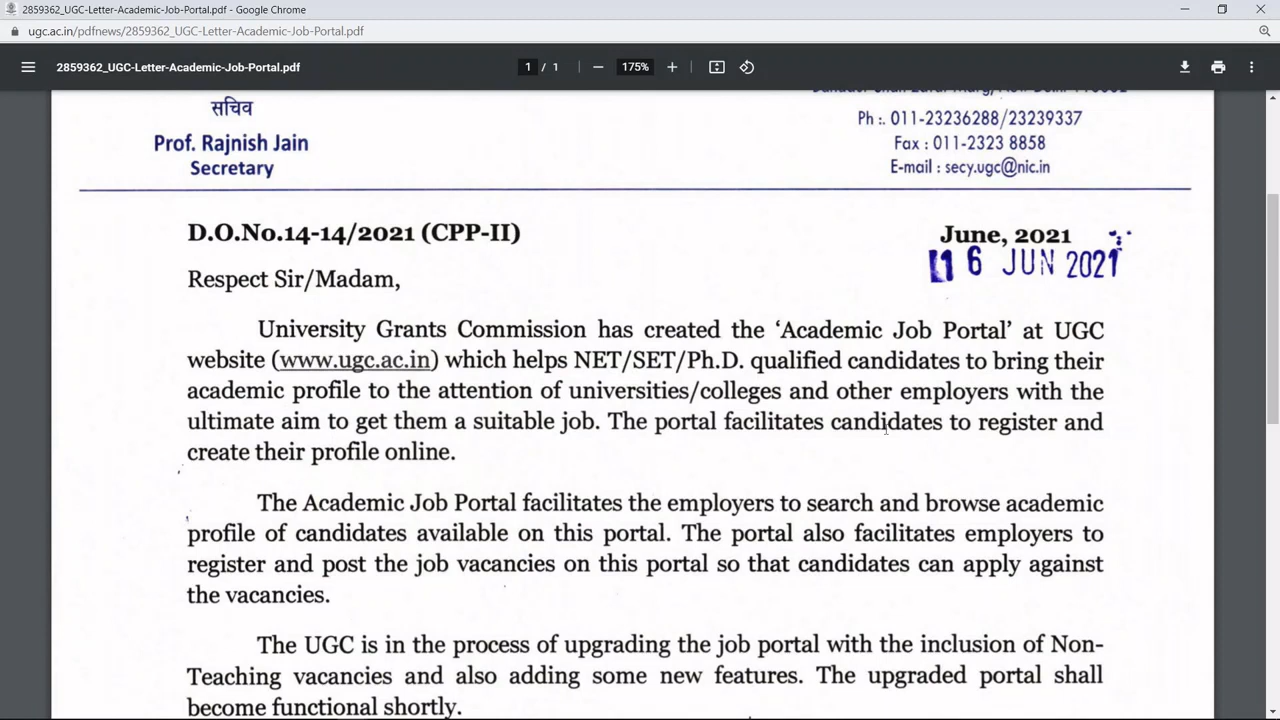 2859362_UGC-Letter-Academic-Job-Portal.pdf - Google Chrome
ugc.ac.in/pdfnews/2859362_UGC-Letter-Academic-Job-Portal.pdf
2859362_UGC-Letter-Academic-Job-Portal.pdf
1 / 1
175%
सचिव
Prof. Rajnish Jain
Secretary
Ph :. 011-23236288/23239337
Fax : 011-2323 8858
E-mail : secy.ugc@nic.in
D.O.No.14-14/2021 (CPP-II)
June, 2021
16 JUN 2021
Respect Sir/Madam,
University Grants Commission has created the ‘Academic Job Portal’ at UGC
website (www.ugc.ac.in) which helps NET/SET/Ph.D. qualified candidates to bring their
academic profile to the attention of universities/colleges and other employers with the
ultimate aim to get them a suitable job. The portal facilitates candidates to register and
create their profile online.
The Academic Job Portal facilitates the employers to search and browse academic
profile of candidates available on this portal. The portal also facilitates employers to
register and post the job vacancies on this portal so that candidates can apply against
the vacancies.
The UGC is in the process of upgrading the job portal with the inclusion of Non-
Teaching vacancies and also adding some new features. The upgraded portal shall
become functional shortly.